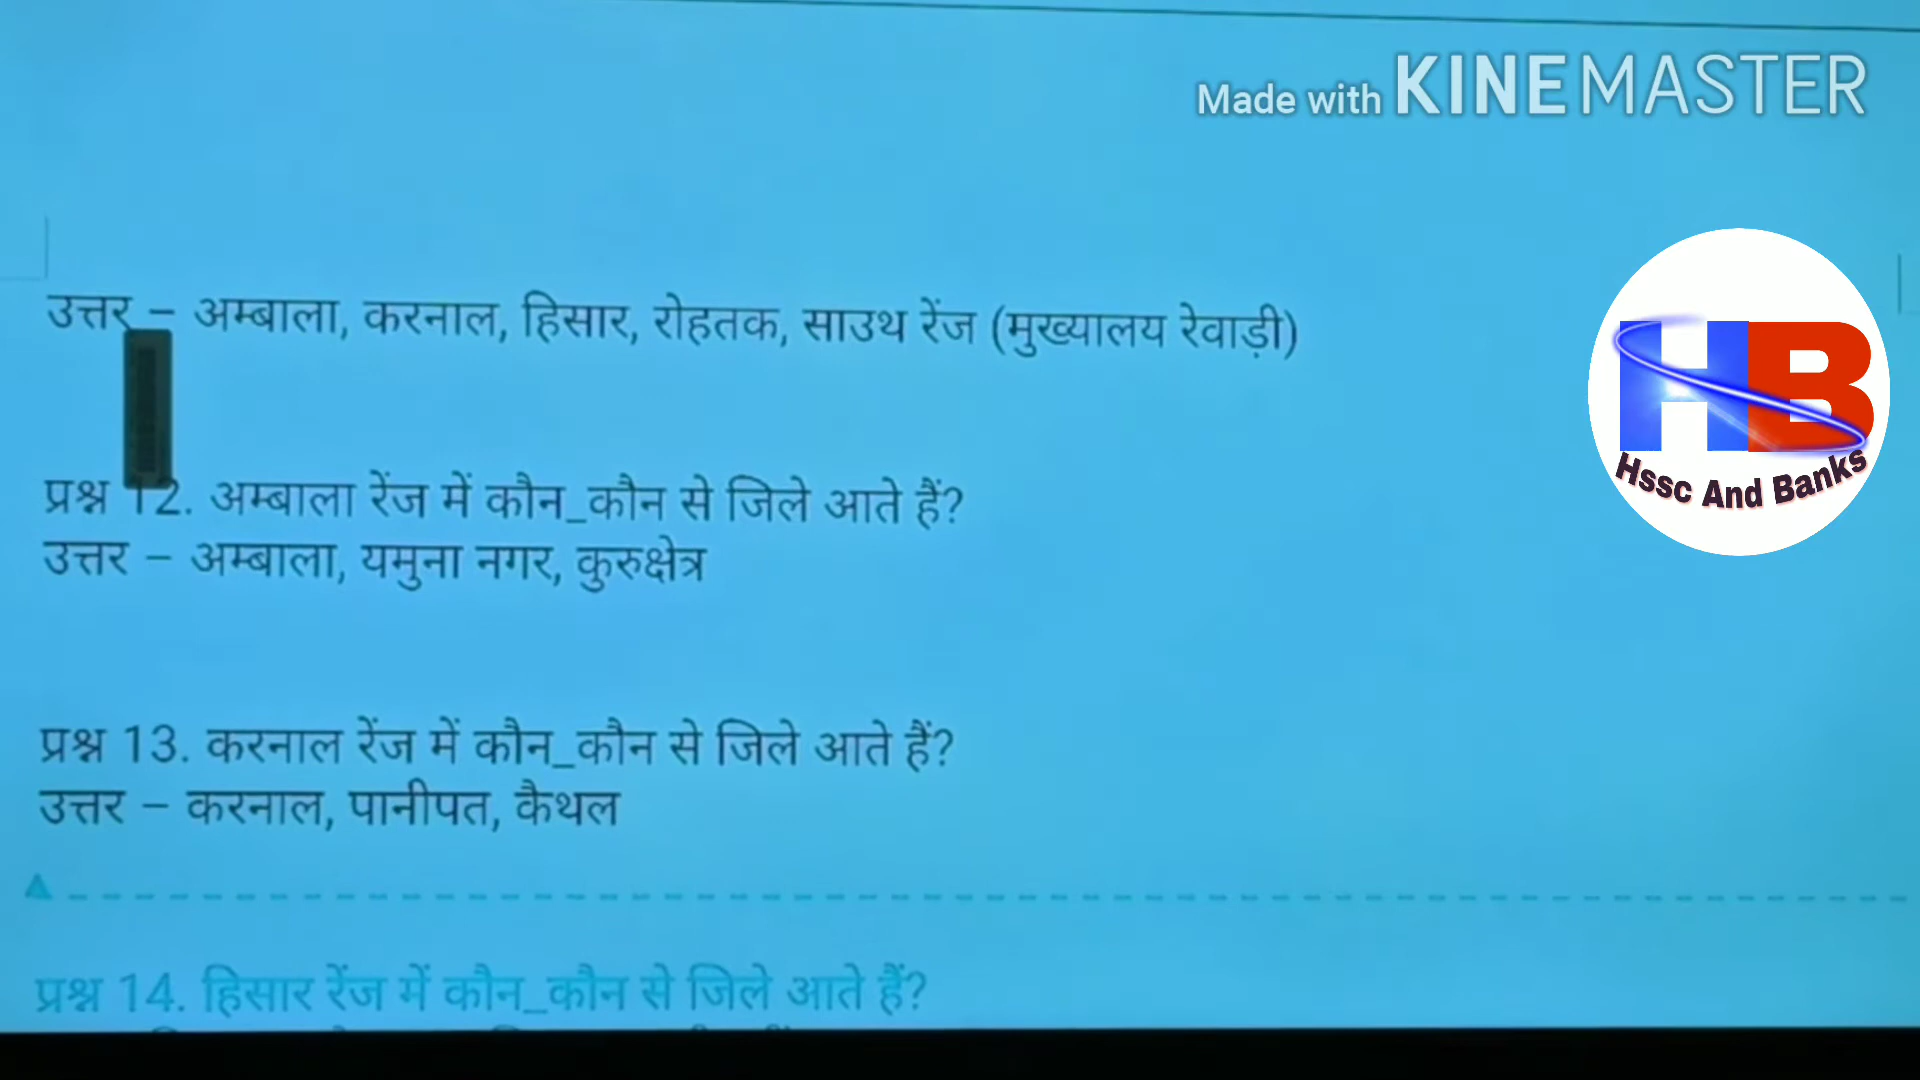 Made with KINEMASTER
उत्तर – अम्बाला, करनाल, हिसार, रोहतक, साउथ रेंज (मुख्यालय रेवाड़ी)
HB
Hssc And Banks
प्रश्न 12. अम्बाला रेंज में कौन_कौन से जिले आते हैं?
उत्तर – अम्बाला, यमुना नगर, कुरुक्षेत्र
प्रश्न 13. करनाल रेंज में कौन_कौन से जिले आते हैं?
उत्तर – करनाल, पानीपत, कैथल
प्रश्न 14. हिसार रेंज में कौन_कौन से जिले आते हैं?